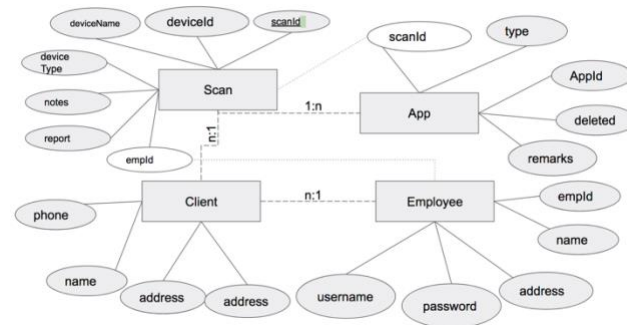 deviceName
deviceId
scanId
scanId
type
device
Type
Scan
AppId
notes
1:n
App
deleted
report
n:1
empId
remarks
Client
n:1
Employee
empId
phone
name
name
address
address
username
password
address